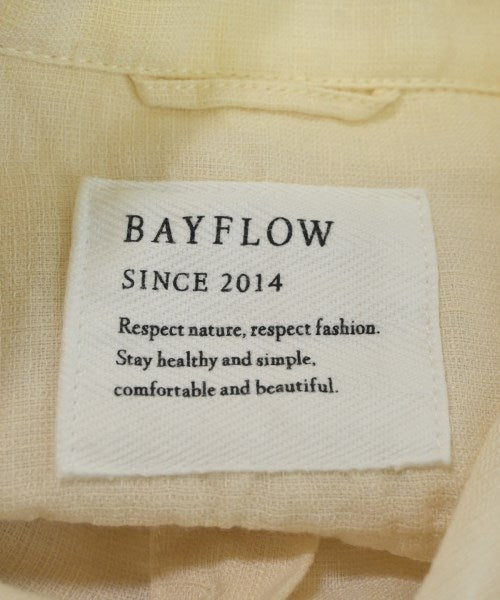 BAYFLOW
SINCE 2014
Respect nature, respect fashion.
Stay healthy and simple,
comfortable and beautiful.